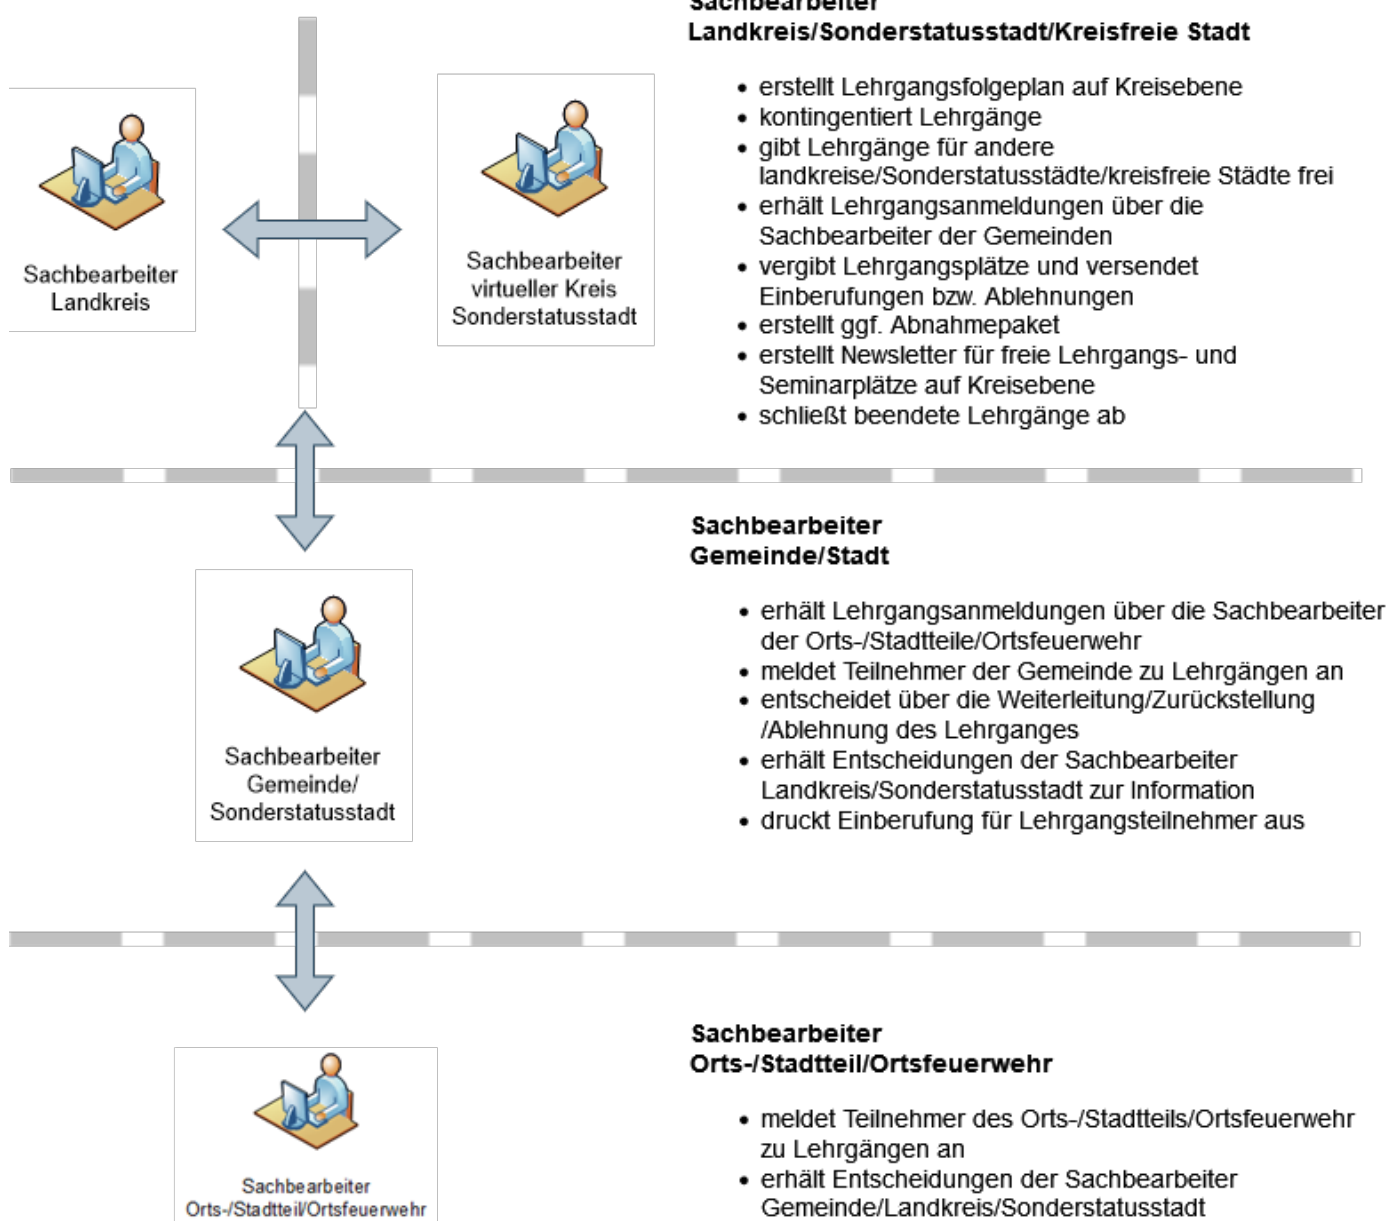 Sachbearbeiter
Landkreis/Sonderstatusstadt/Kreisfreie Stadt
• erstellt Lehrgangsfolgeplan auf Kreisebene
• kontingentiert Lehrgänge
• gibt Lehrgänge für andere
landkreise/Sonderstatusstädte/kreisfreie Städte frei
• erhält Lehrgangsanmeldungen über die
Sachbearbeiter der Gemeinden
• vergibt Lehrgangsplätze und versendet
Einberufungen bzw. Ablehnungen
• erstellt ggf. Abnahmepaket
• erstellt Newsletter für freie Lehrgangs- und
Seminarplätze auf Kreisebene
• schließt beendete Lehrgänge ab
Sachbearbeiter
Landkreis
Sachbearbeiter
virtueller Kreis
Sonderstatusstadt
Sachbearbeiter
Gemeinde/Stadt
• erhält Lehrgangsanmeldungen über die Sachbearbeiter
der Orts-/Stadtteile/Ortsfeuerwehr
• meldet Teilnehmer der Gemeinde zu Lehrgängen an
• entscheidet über die Weiterleitung/Zurückstellung
/Ablehnung des Lehrganges
• erhält Entscheidungen der Sachbearbeiter
Landkreis/Sonderstatusstadt zur Information
• druckt Einberufung für Lehrgangsteilnehmer aus
Sachbearbeiter
Gemeinde/
Sonderstatusstadt
Sachbearbeiter
Orts-/Stadtteil/Ortsfeuerwehr
• meldet Teilnehmer des Orts-/Stadtteils/Ortsfeuerwehr
zu Lehrgängen an
• erhält Entscheidungen der Sachbearbeiter
Gemeinde/Landkreis/Sonderstatusstadt
Sachbearbeiter
Orts-/Stadtteil/Ortsfeuerwehr